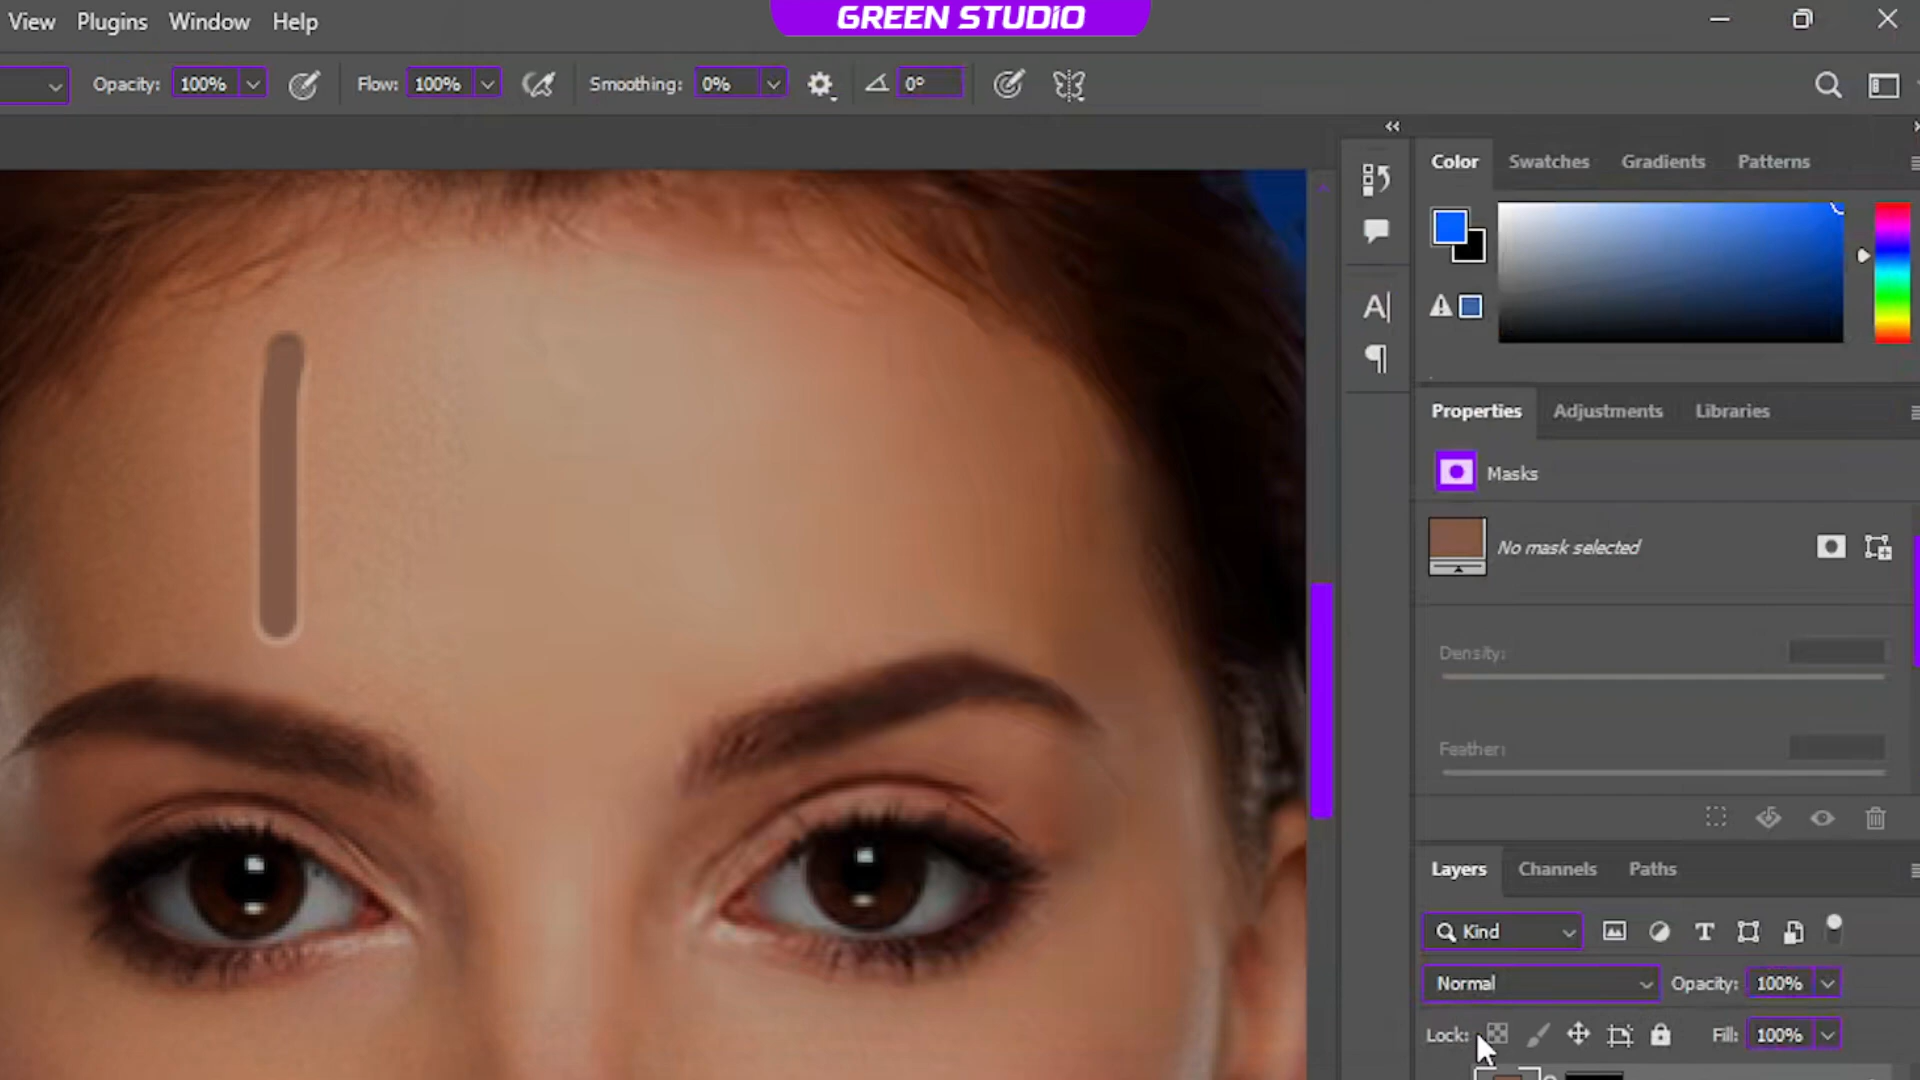 GREEN STUDIO
View Plugins Window Help
Opacity: 100% Flow: 100% Smoothing: 0% 0°
Color Swatches Gradients Patterns
Properties Adjustments Libraries
Masks
No mask selected
Density:
Feather:
Layers Channels Paths
Kind
Normal Opacity: 100%
Lock: Fill: 100%